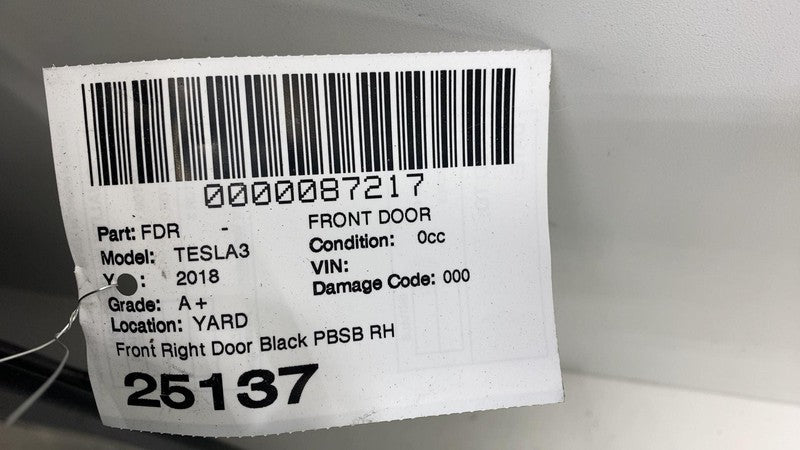 0000087217
Part: FDR - FRONT DOOR
Model: TESLA3 Condition: 0cc
: 2018 VIN:
Grade: A+ Damage Code: 000
Location: YARD
Front Right Door Black PBSB RH
25137